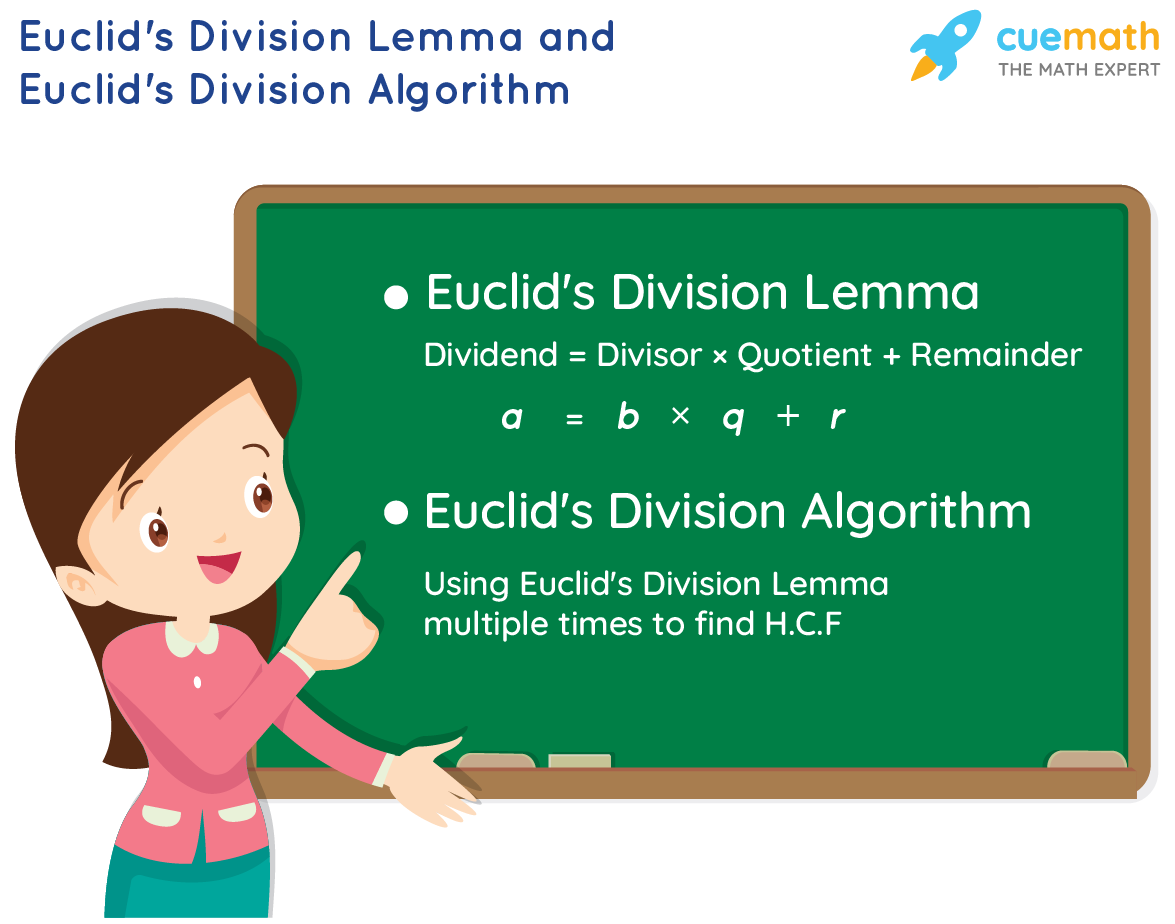 Euclid's Division Lemma and
Euclid's Division Algorithm
cuemath
THE MATH EXPERT
● Euclid's Division Lemma
Dividend = Divisor × Quotient + Remainder
a = b × q + r
● Euclid's Division Algorithm
Using Euclid's Division Lemma
multiple times to find H.C.F